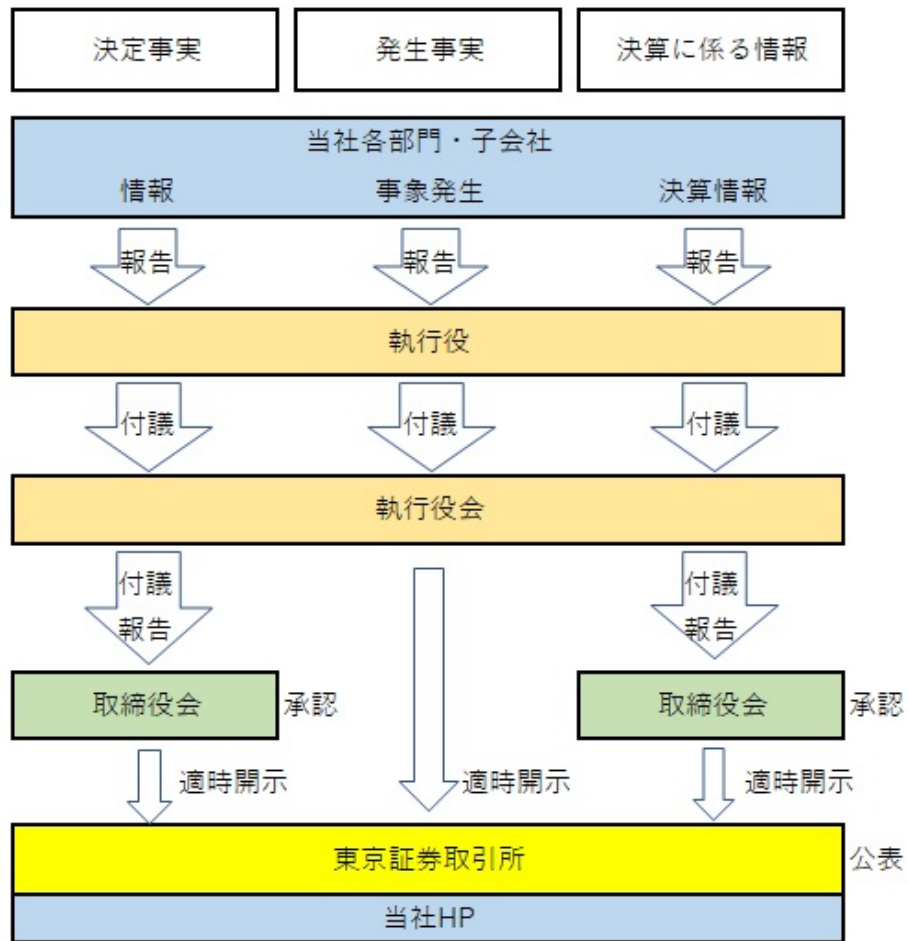 決定事実
発生事実
決算に係る情報
当社各部門・子会社
情報
事象発生
決算情報
報告
報告
報告
執行役
付議
付議
付議
執行役会
付議
報告
付議
報告
取締役会
承認
取締役会
承認
適時開示
適時開示
適時開示
東京証券取引所
公表
当社HP